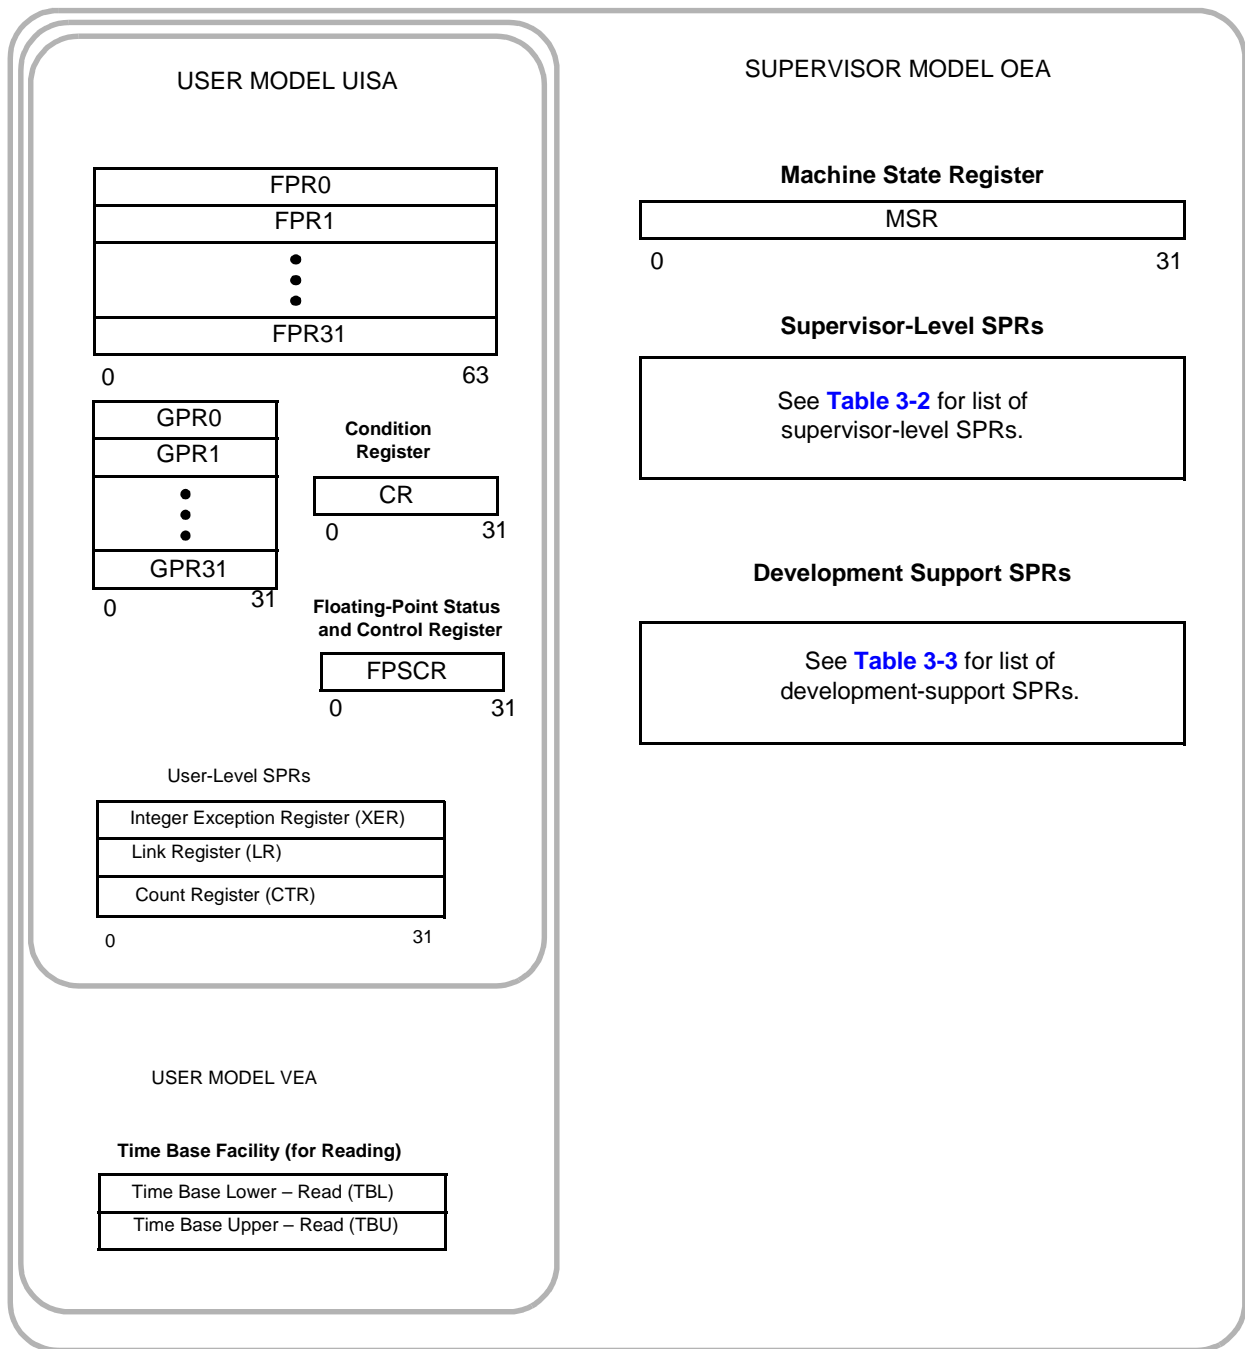 USER MODEL UISA
FPR0
FPR1
FPR31
0 63
GPR0
GPR1
GPR31
0 31
Condition
Register
CR
0 31
Floating-Point Status
and Control Register
FPSCR
0 31
User-Level SPRs
Integer Exception Register (XER)
Link Register (LR)
Count Register (CTR)
0 31
USER MODEL VEA
Time Base Facility (for Reading)
Time Base Lower – Read (TBL)
Time Base Upper – Read (TBU)
SUPERVISOR MODEL OEA
Machine State Register
MSR
0 31
Supervisor-Level SPRs
See Table 3-2 for list of
supervisor-level SPRs.
Development Support SPRs
See Table 3-3 for list of
development-support SPRs.